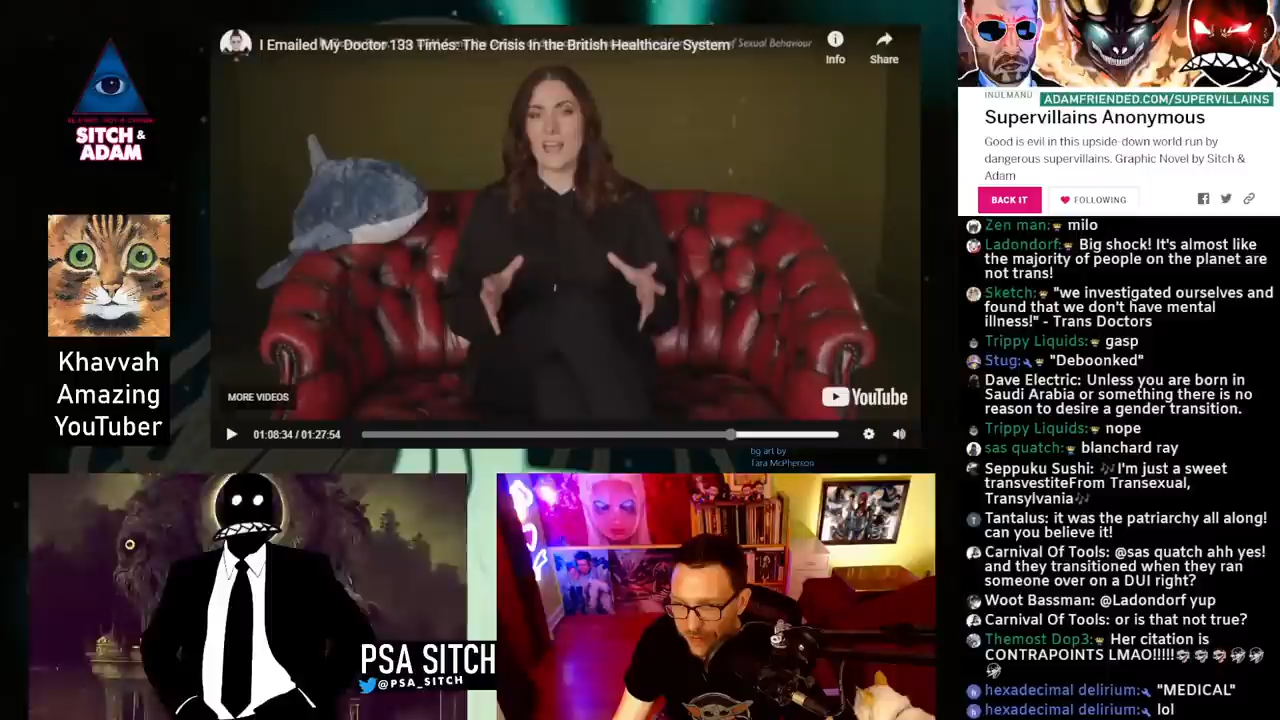 I Emailed My Doctor 133 Times: The Crisis In the British Healthcare System
of Sexual Behaviour
Info
Share
SITCH &
ADAM
Khavvah
Amazing
YouTuber
MORE VIDEOS
YouTube
01:08:34 / 01:27:54
bg art by
Tara McPherson
PSA SITCH
@PSA_SITCH
INDEMAND
ADAMFRIENDED.COM/SUPERVILLAINS
Supervillains Anonymous
Good is evil in this upside-down world run by
dangerous supervillains. Graphic Novel by Sitch &
Adam
BACK IT
FOLLOWING
Zen man: milo
Ladondorf: Big shock! It's almost like
the majority of people on the planet are
not trans!
Sketch: "we investigated ourselves and
found that we don't have mental
illness!" - Trans Doctors
Trippy Liquids: gasp
Stug: "Deboonked"
Dave Electric: Unless you are born in
Saudi Arabia or something there is no
reason to desire a gender transition.
Trippy Liquids: nope
sas quatch: blanchard ray
Seppuku Sushi: 🎶I'm just a sweet
transvestiteFrom Transexual,
Transylvania🎶
Tantalus: it was the patriarchy all along!
can you believe it!
Carnival Of Tools: @sas quatch ahh yes!
and they transitioned when they ran
someone over on a DUI right?
Woot Bassman: @Ladondorf yup
Carnival Of Tools: or is that not true?
Themost Dop3: Her citation is
CONTRAPOINTS LMAO!!!!!
hexadecimal delirium: "MEDICAL"
hexadecimal delirium: lol